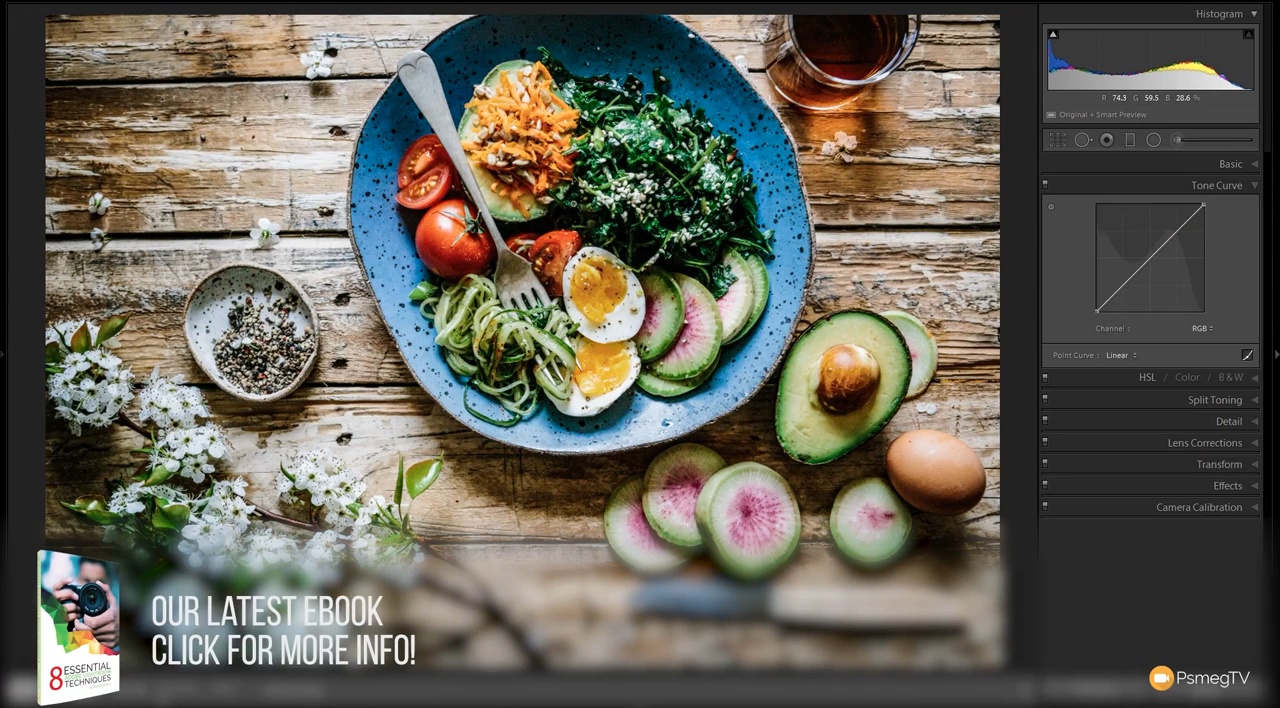 Histogram
R 74.3 G 59.5 B 28.6 %
Original + Smart Preview
Basic
Tone Curve
Channel :
RGB
Point Curve : Linear
HSL / Color / B & W
Split Toning
Detail
Lens Corrections
Transform
Effects
Camera Calibration
OUR LATEST EBOOK
CLICK FOR MORE INFO!
8 ESSENTIAL
TECHNIQUES
PsmegTV